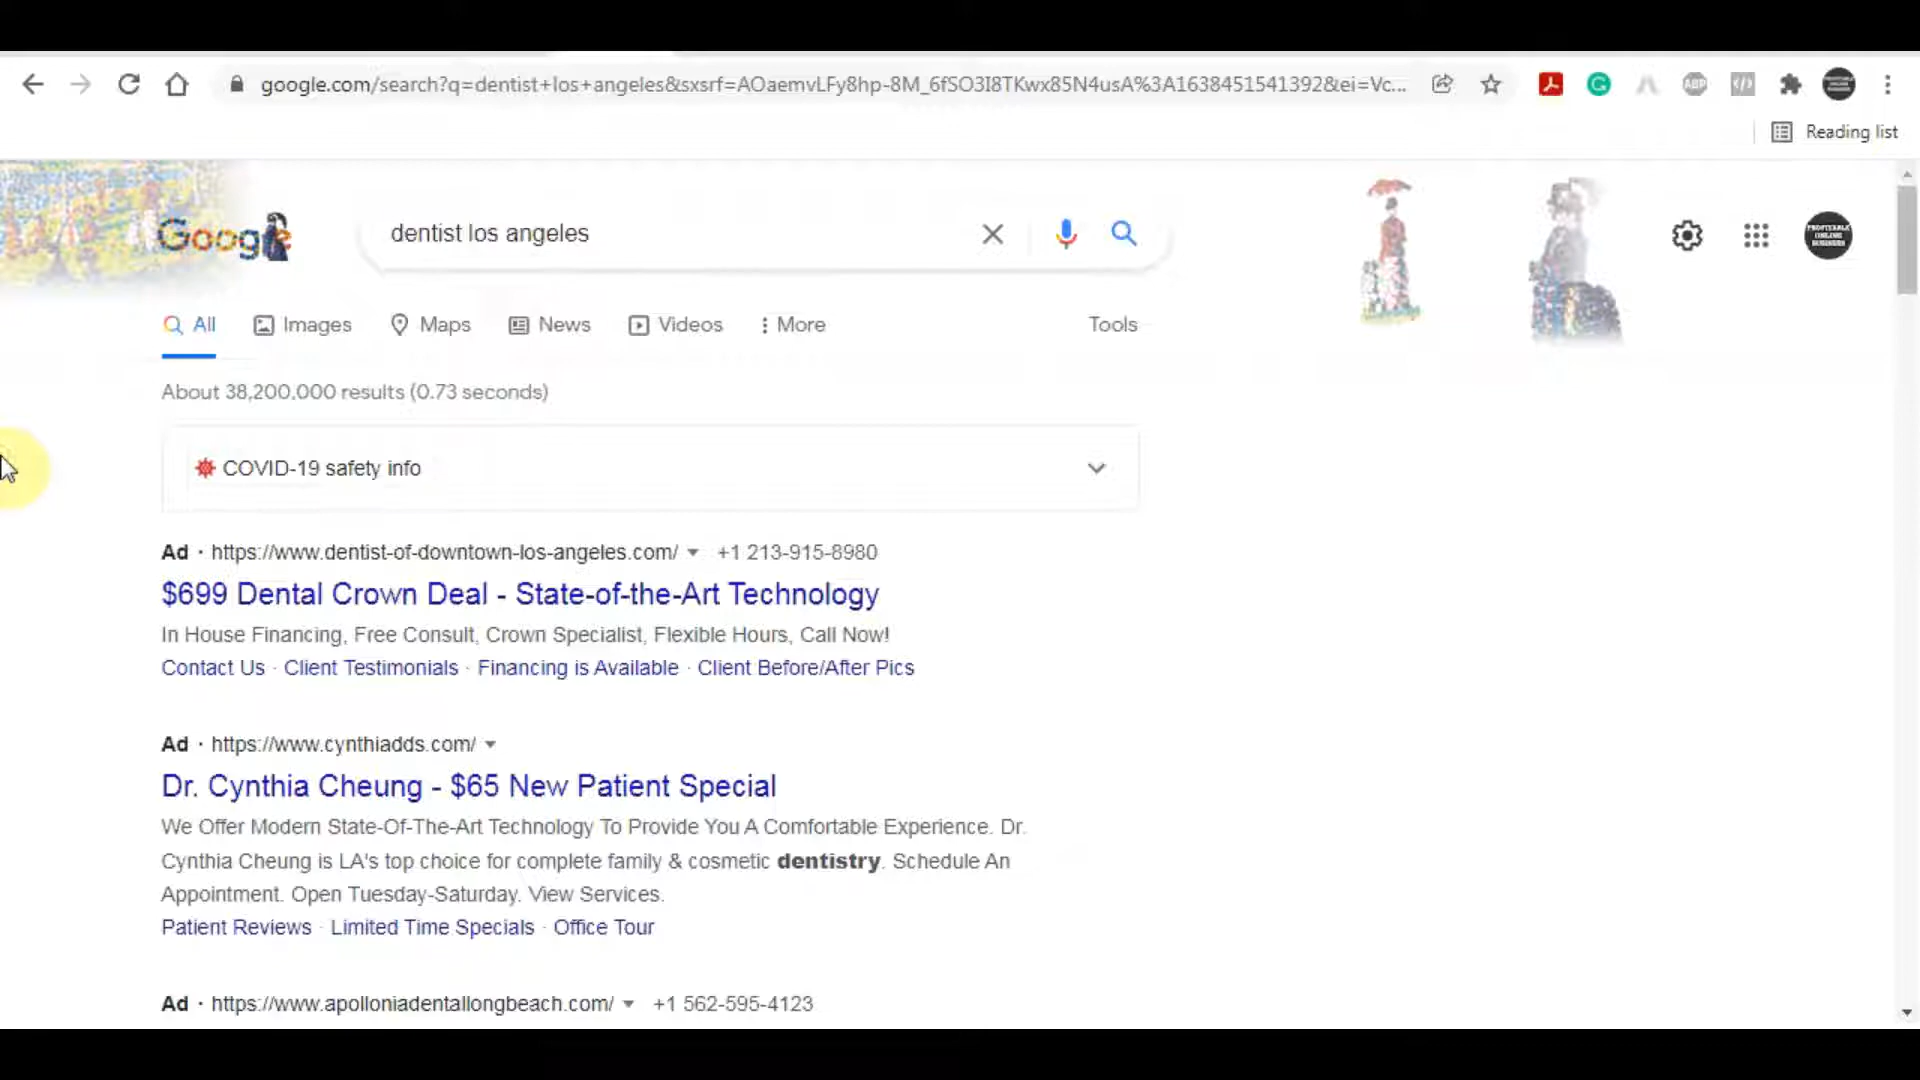 google.com/search?q=dentist+los+angeles&sxsrf=AOaemvLFy8hp-8M_6fSO3I8TKwx85N4usA%3A1638451541392&ei=Vc...
ABP
Reading list
Google
dentist los angeles
PROFITABLE ONLINE BUSINESS
All Images Maps News Videos More Tools
About 38,200,000 results (0.73 seconds)
COVID-19 safety info
Ad · https://www.dentist-of-downtown-los-angeles.com/ +1 213-915-8980
$699 Dental Crown Deal - State-of-the-Art Technology
In House Financing, Free Consult, Crown Specialist, Flexible Hours, Call Now!
Contact Us · Client Testimonials · Financing is Available · Client Before/After Pics
Ad · https://www.cynthiadds.com/
Dr. Cynthia Cheung - $65 New Patient Special
We Offer Modern State-Of-The-Art Technology To Provide You A Comfortable Experience. Dr.
Cynthia Cheung is LA's top choice for complete family & cosmetic dentistry. Schedule An
Appointment. Open Tuesday-Saturday. View Services.
Patient Reviews · Limited Time Specials · Office Tour
Ad · https://www.apolloniadentallongbeach.com/ +1 562-595-4123